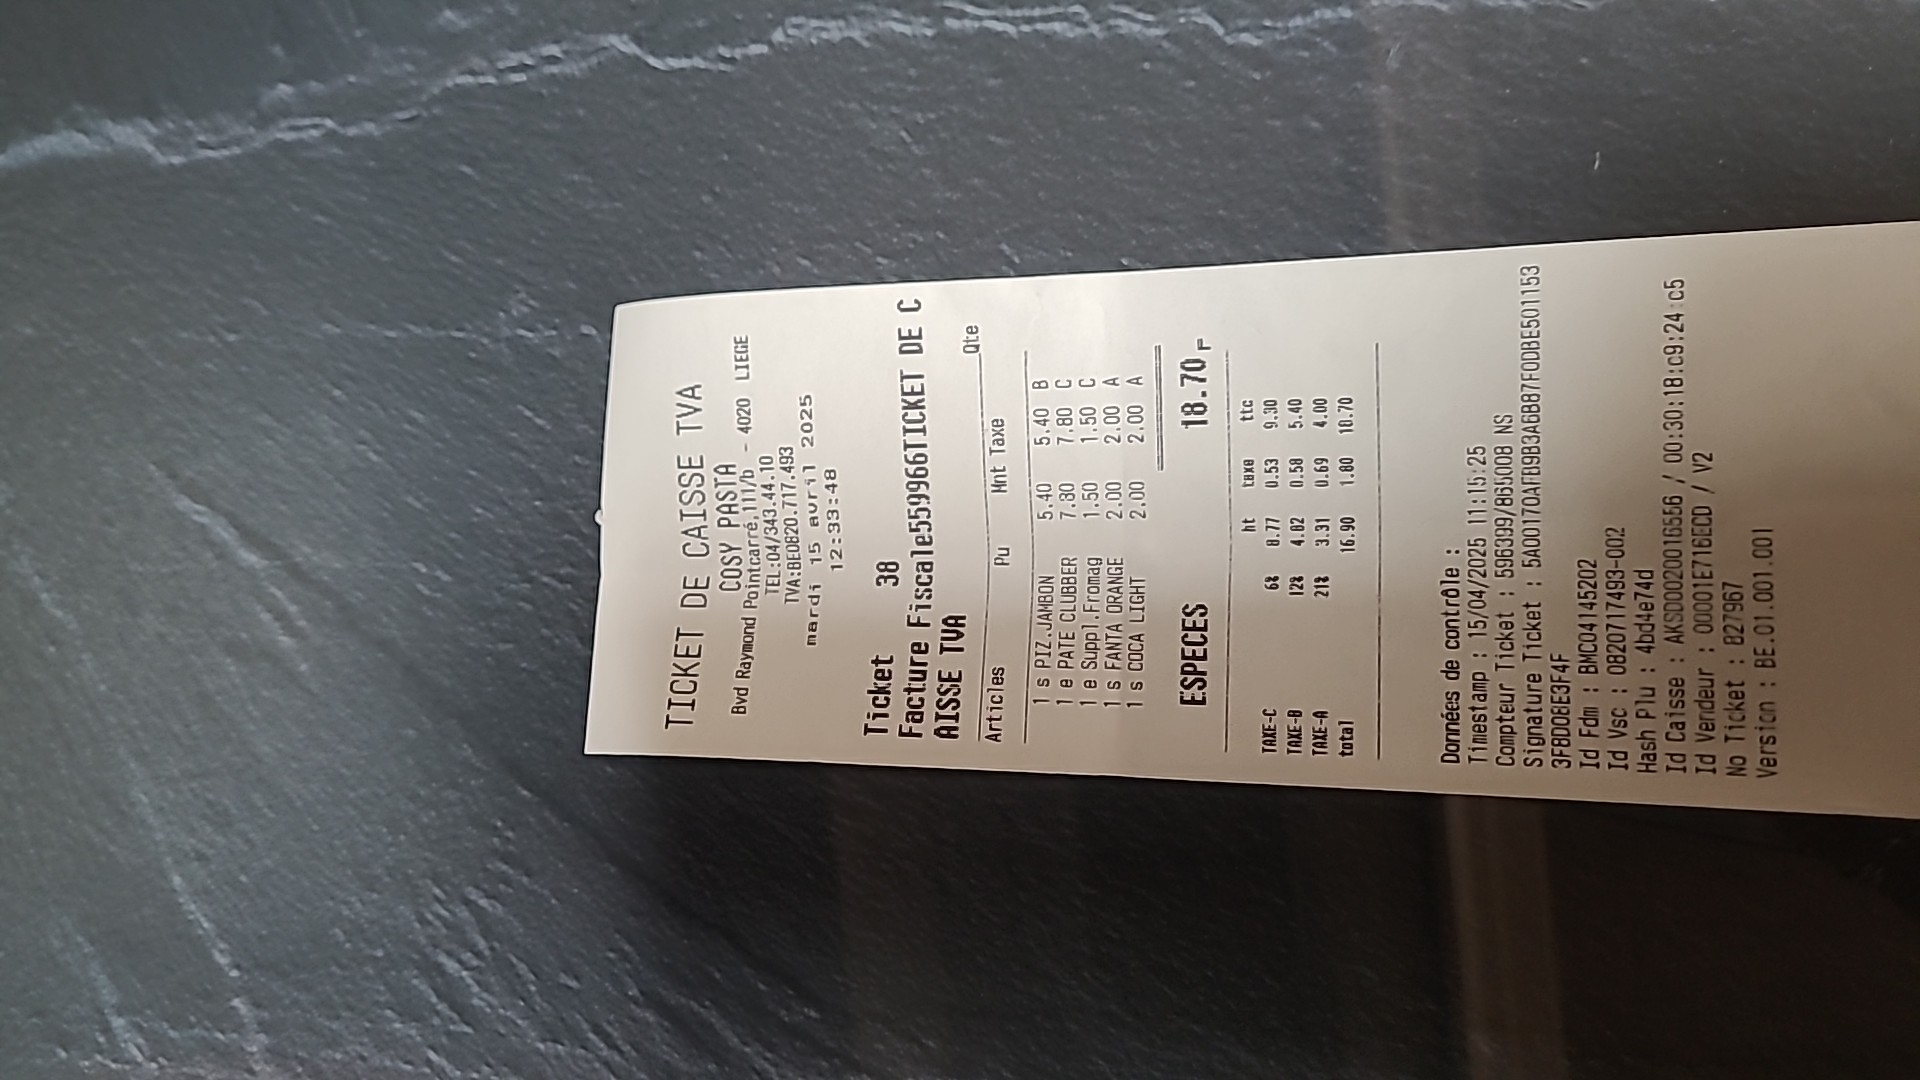 TICKET DE CAISSE TVA
COSY PASTA
Bvd Raymond Pointcarré,111/b - 4020 LIEGE
TEL:04/343.44.10
TVA:BE0820.717.493
mardi 15 avril 2025
12:33:48
Ticket 38
Facture Fiscale559966TICKET DE C
AISSE TVA
Articles Pu Mnt Taxe Qte
1 s PIZ.JAMBON 5.40 5.40 B
1 e PATE CLUBBER 7.80 7.80 C
1 e Suppl.Fromag 1.50 1.50 C
1 s FANTA ORANGE 2.00 2.00 A
1 s COCA LIGHT 2.00 2.00 A
ESPECES 18.70
ht taxe ttc
TAXE-C 6% 8.77 0.53 9.30
TAXE-B 12% 4.82 0.58 5.40
TAXE-A 21% 3.31 0.69 4.00
total 16.90 1.80 18.70
Données de contrôle :
Timestamp : 15/04/2025 11:15:25
Compteur Ticket : 596399/865008 NS
Signature Ticket : 5A00170AFB9B3A6B87F0DBE501153
3F8D08E3F4F
Id Fdm : BMC04145202
Id Vsc : 0820717493-002
Hash Plu : 4bd4e74d
Id Caisse : AKSD0020016556 / 00:30:18:c9:24:c5
Id Vendeur : 00001E716ECD / V2
No Ticket : 827967
Version : BE.01.001.001